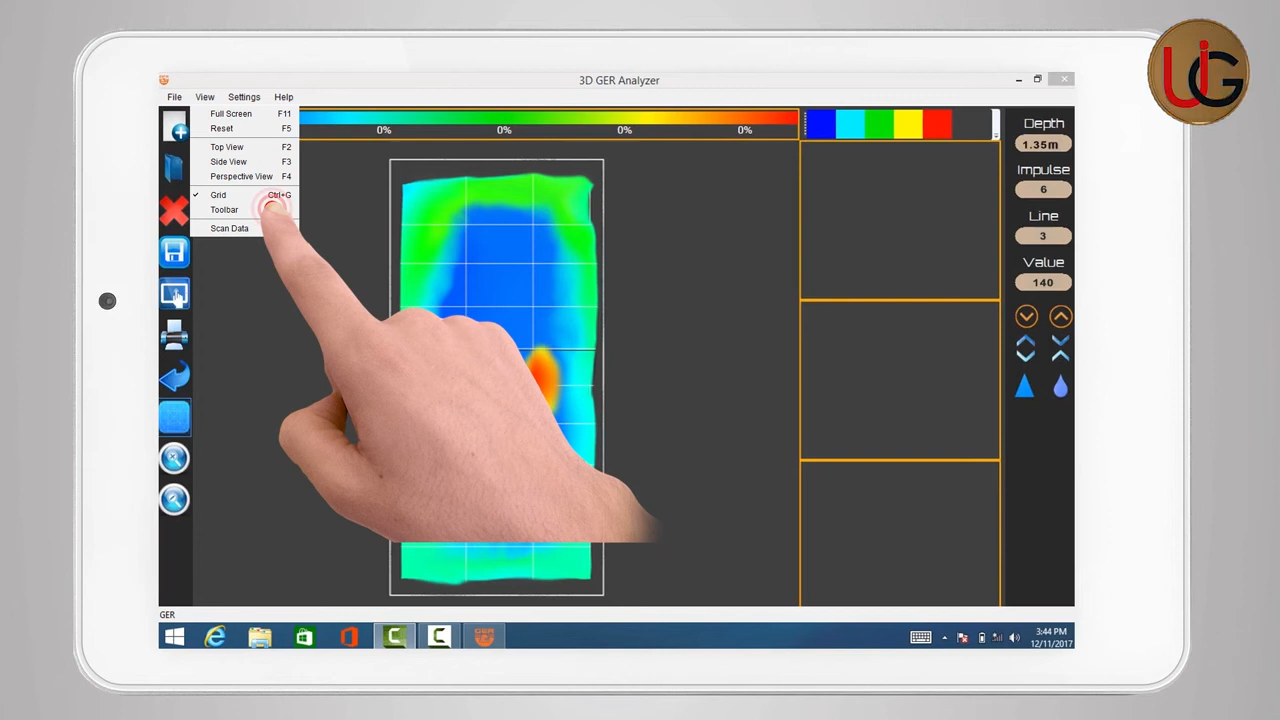 UiG
3D GER Analyzer
File View Settings Help
Full Screen F11
Reset F5
Top View F2
Side View F3
Perspective View F4
Grid Ctrl+G
Toolbar
Scan Data
0% 0% 0% 0%
Depth
1.35m
Impulse
6
Line
3
Value
140
GER
3:44 PM
12/11/2017